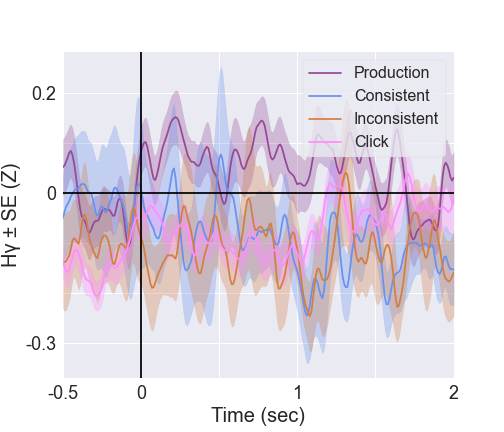 Production
Consistent
Inconsistent
Click
0.2
0
-0.3
Hγ ± SE (Z)
-0.5 0 1 2
Time (sec)